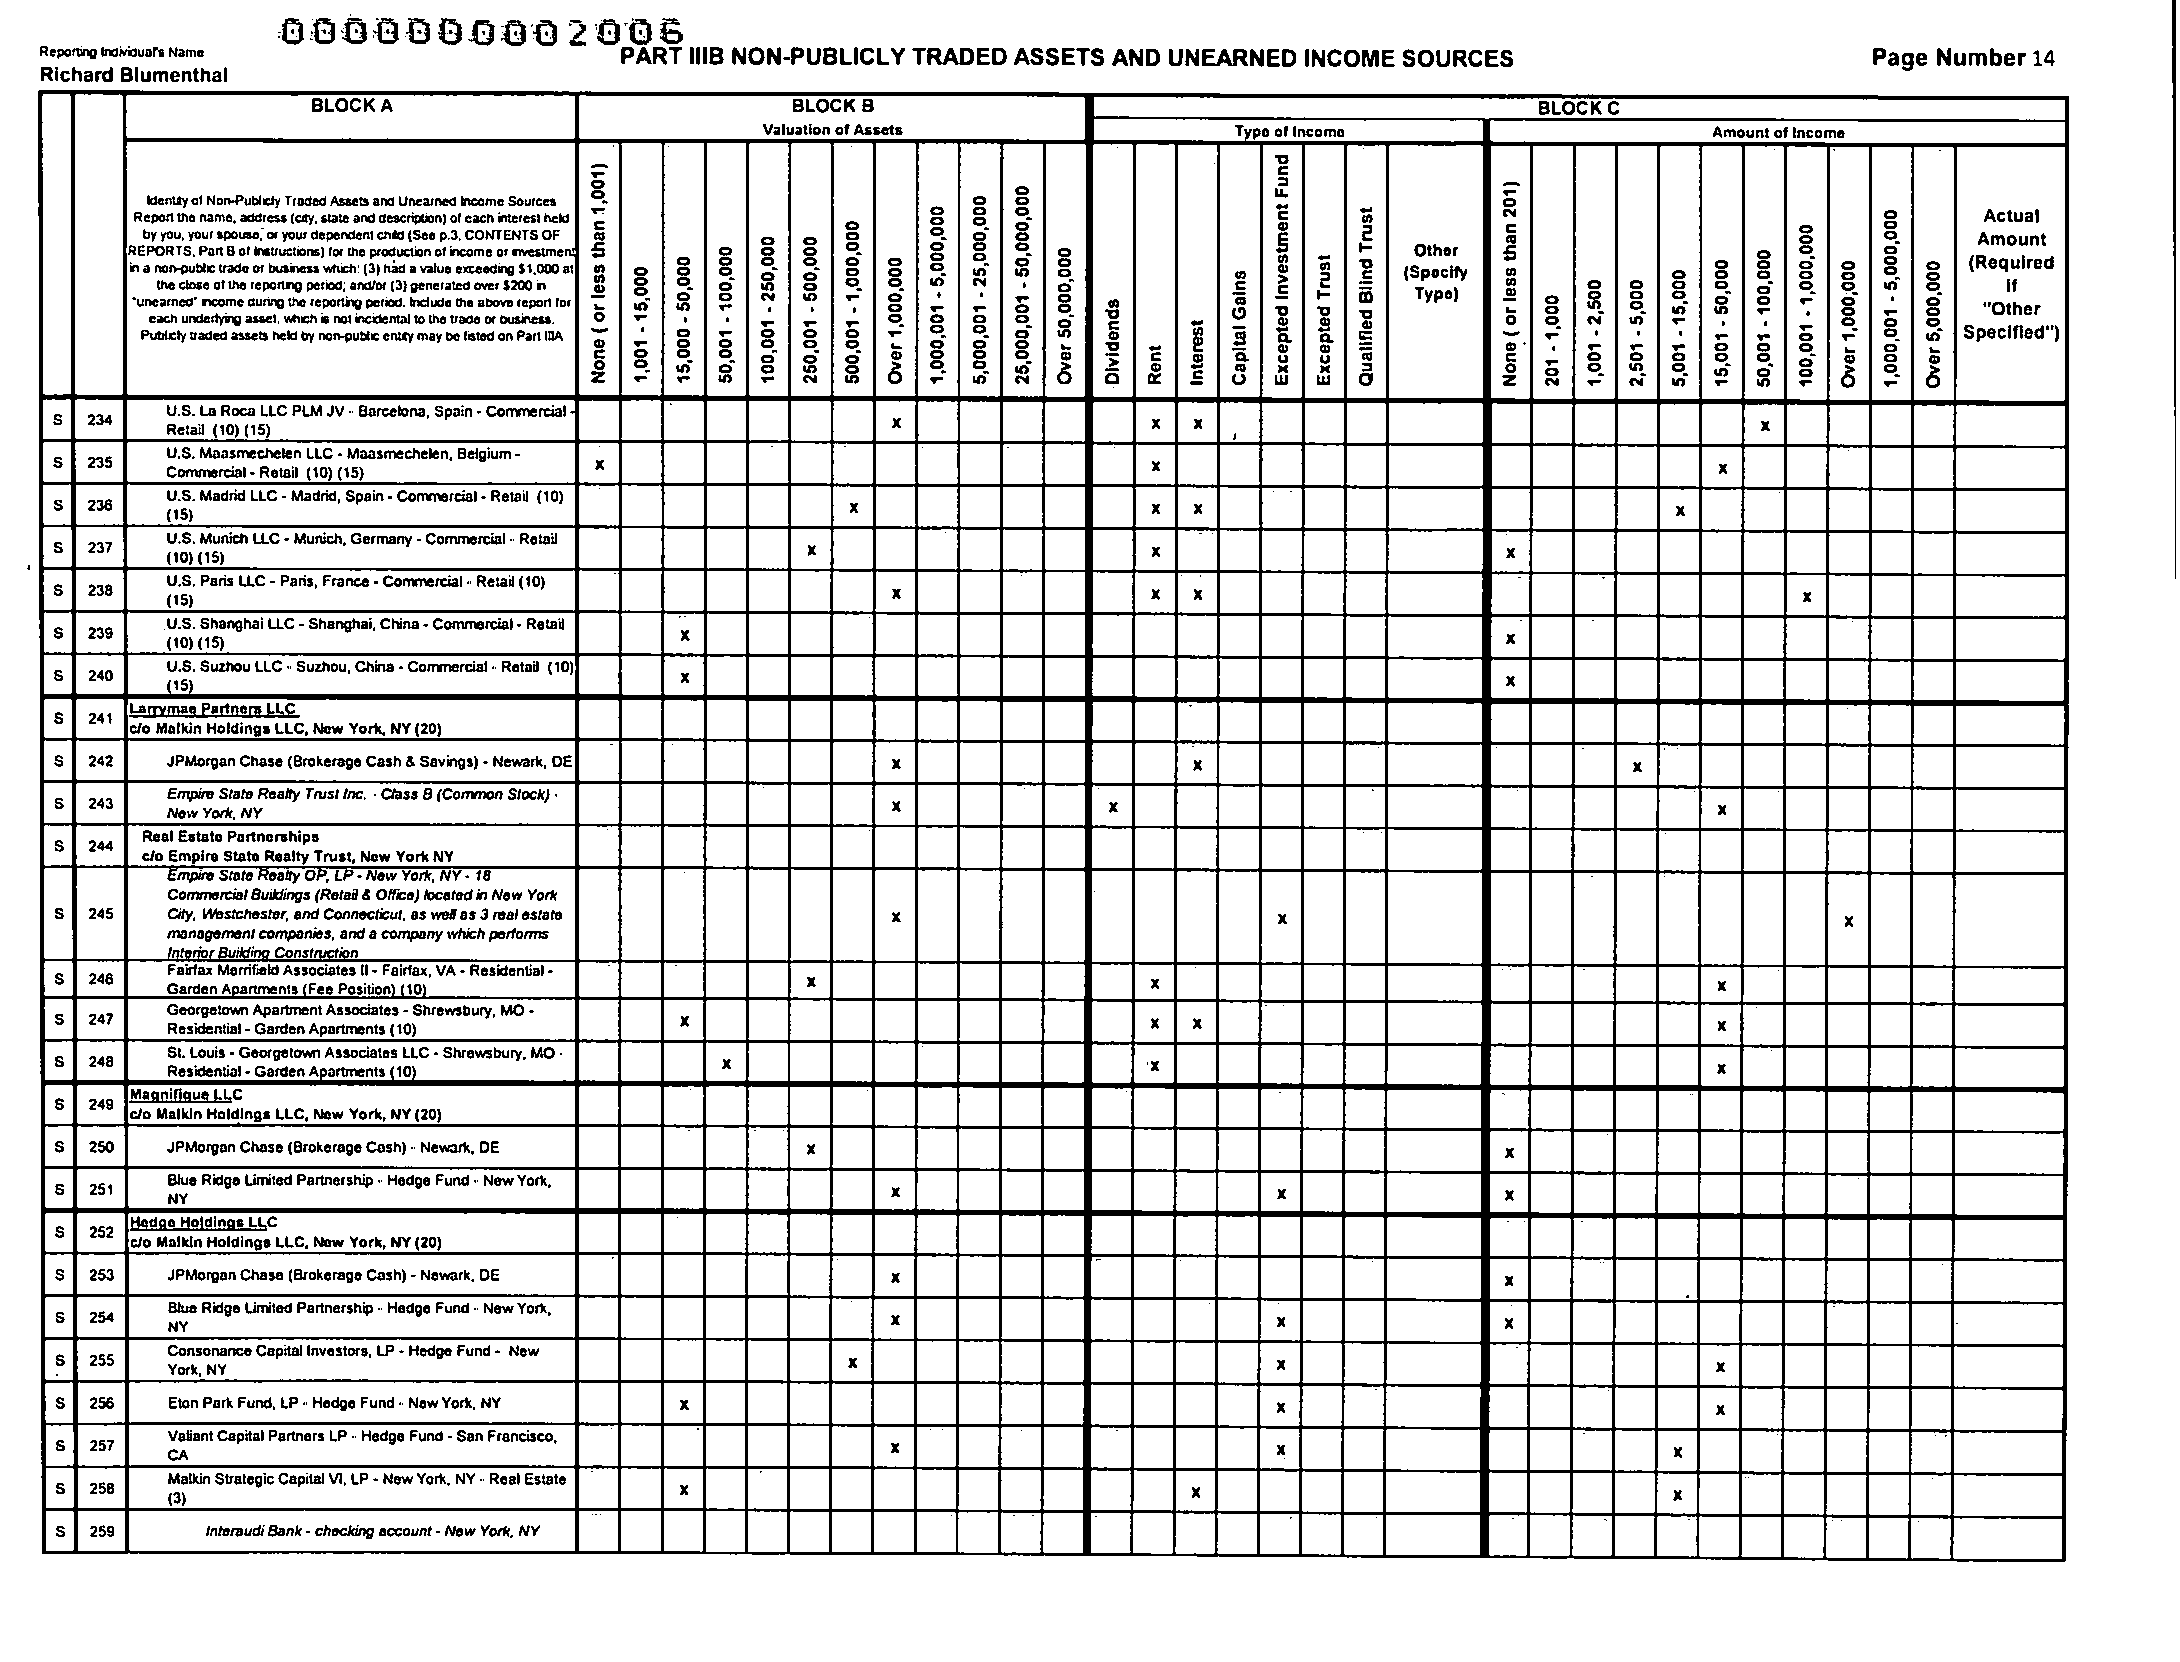 0000000002006
Reporting Individual's Name
PART IIIB NON-PUBLICLY TRADED ASSETS AND UNEARNED INCOME SOURCES
Page Number 14
Richard Blumenthal
BLOCK A
BLOCK B
BLOCK C
Valuation of Assets
Type of Income
Amount of Income
Identity of Non-Publicly Traded Assets and Unearned Income Sources
Report the name, address (city, state and description) of each interest held
by you, your spouse, or your dependent child (See p.3, CONTENTS OF
REPORTS, Part B of Instructions) for the production of income or investment
in a non-public trade or business which: (3) had a value exceeding $1,000 at
the close of the reporting period; and/or (3) generated over $200 in
"unearned" income during the reporting period. Include the above report for
each underlying asset, which is not incidental to the trade or business.
Publicly traded assets held by non-public entity may be listed on Part IIIA
None ( or less than 1,001)
1,001 - 15,000
15,000 - 50,000
50,001 - 100,000
100,001 - 250,000
250,001 - 500,000
500,001 - 1,000,000
Over 1,000,000
1,000,001 - 5,000,000
5,000,001 - 25,000,000
25,000,001 - 50,000,000
Over 50,000,000
Dividends
Rent
Interest
Capital Gains
Excepted Investment Fund
Excepted Trust
Qualified Blind Trust
Other
(Specify
Type)
None ( or less than 201)
201 - 1,000
1,001 - 2,500
2,501 - 5,000
5,001 - 15,000
15,001 - 50,000
50,001 - 100,000
100,001 - 1,000,000
Over 1,000,000
1,000,001 - 5,000,000
Over 5,000,000
Actual
Amount
(Required
If
"Other
Specified")
S 234 U.S. La Roca LLC PLM JV - Barcelona, Spain - Commercial -
Retail (10) (15) x x x x
S 235 U.S. Maasmechelen LLC - Maasmechelen, Belgium -
Commercial - Retail (10) (15) x x x
S 236 U.S. Madrid LLC - Madrid, Spain - Commercial - Retail (10)
(15) x x x x
S 237 U.S. Munich LLC - Munich, Germany - Commercial - Retail
(10) (15) x x x
S 238 U.S. Paris LLC - Paris, France - Commercial - Retail (10)
(15) x x x x
S 239 U.S. Shanghai LLC - Shanghai, China - Commercial - Retail
(10) (15) x x
S 240 U.S. Suzhou LLC - Suzhou, China - Commercial - Retail (10)
(15) x x
S 241 Larrymae Partners LLC
c/o Malkin Holdings LLC, New York, NY (20)
S 242 JPMorgan Chase (Brokerage Cash & Savings) - Newark, DE x x x
S 243 Empire State Realty Trust Inc. - Class B (Common Stock) -
New York, NY x x x
S 244 Real Estate Partnerships
c/o Empire State Realty Trust, New York NY
S 245 Empire State Realty OP, LP - New York, NY - 18
Commercial Buildings (Retail & Office) located in New York
City, Westchester, and Connecticut, as well as 3 real estate
management companies, and a company which performs
Interior Building Construction x x x
S 246 Fairfax Merrifield Associates II - Fairfax, VA - Residential -
Garden Apartments (Fee Position) (10) x x x
S 247 Georgetown Apartment Associates - Shrewsbury, MO -
Residential - Garden Apartments (10) x x x x
S 248 St. Louis - Georgetown Associates LLC - Shrewsbury, MO -
Residential - Garden Apartments (10) x x x
S 249 Magnifique LLC
c/o Malkin Holdings LLC, New York, NY (20)
S 250 JPMorgan Chase (Brokerage Cash) - Newark, DE x x
S 251 Blue Ridge Limited Partnership - Hedge Fund - New York,
NY x x x
S 252 Hedge Holdings LLC
c/o Malkin Holdings LLC, New York, NY (20)
S 253 JPMorgan Chase (Brokerage Cash) - Newark, DE x x
S 254 Blue Ridge Limited Partnership - Hedge Fund - New York,
NY x x x
S 255 Consonance Capital Investors, LP - Hedge Fund - New
York, NY x x x
S 256 Eton Park Fund, LP - Hedge Fund - New York, NY x x x
S 257 Valiant Capital Partners LP - Hedge Fund - San Francisco,
CA x x x
S 258 Malkin Strategic Capital VI, LP - New York, NY - Real Estate
(3) x x x
S 259 Interaudi Bank - checking account - New York, NY